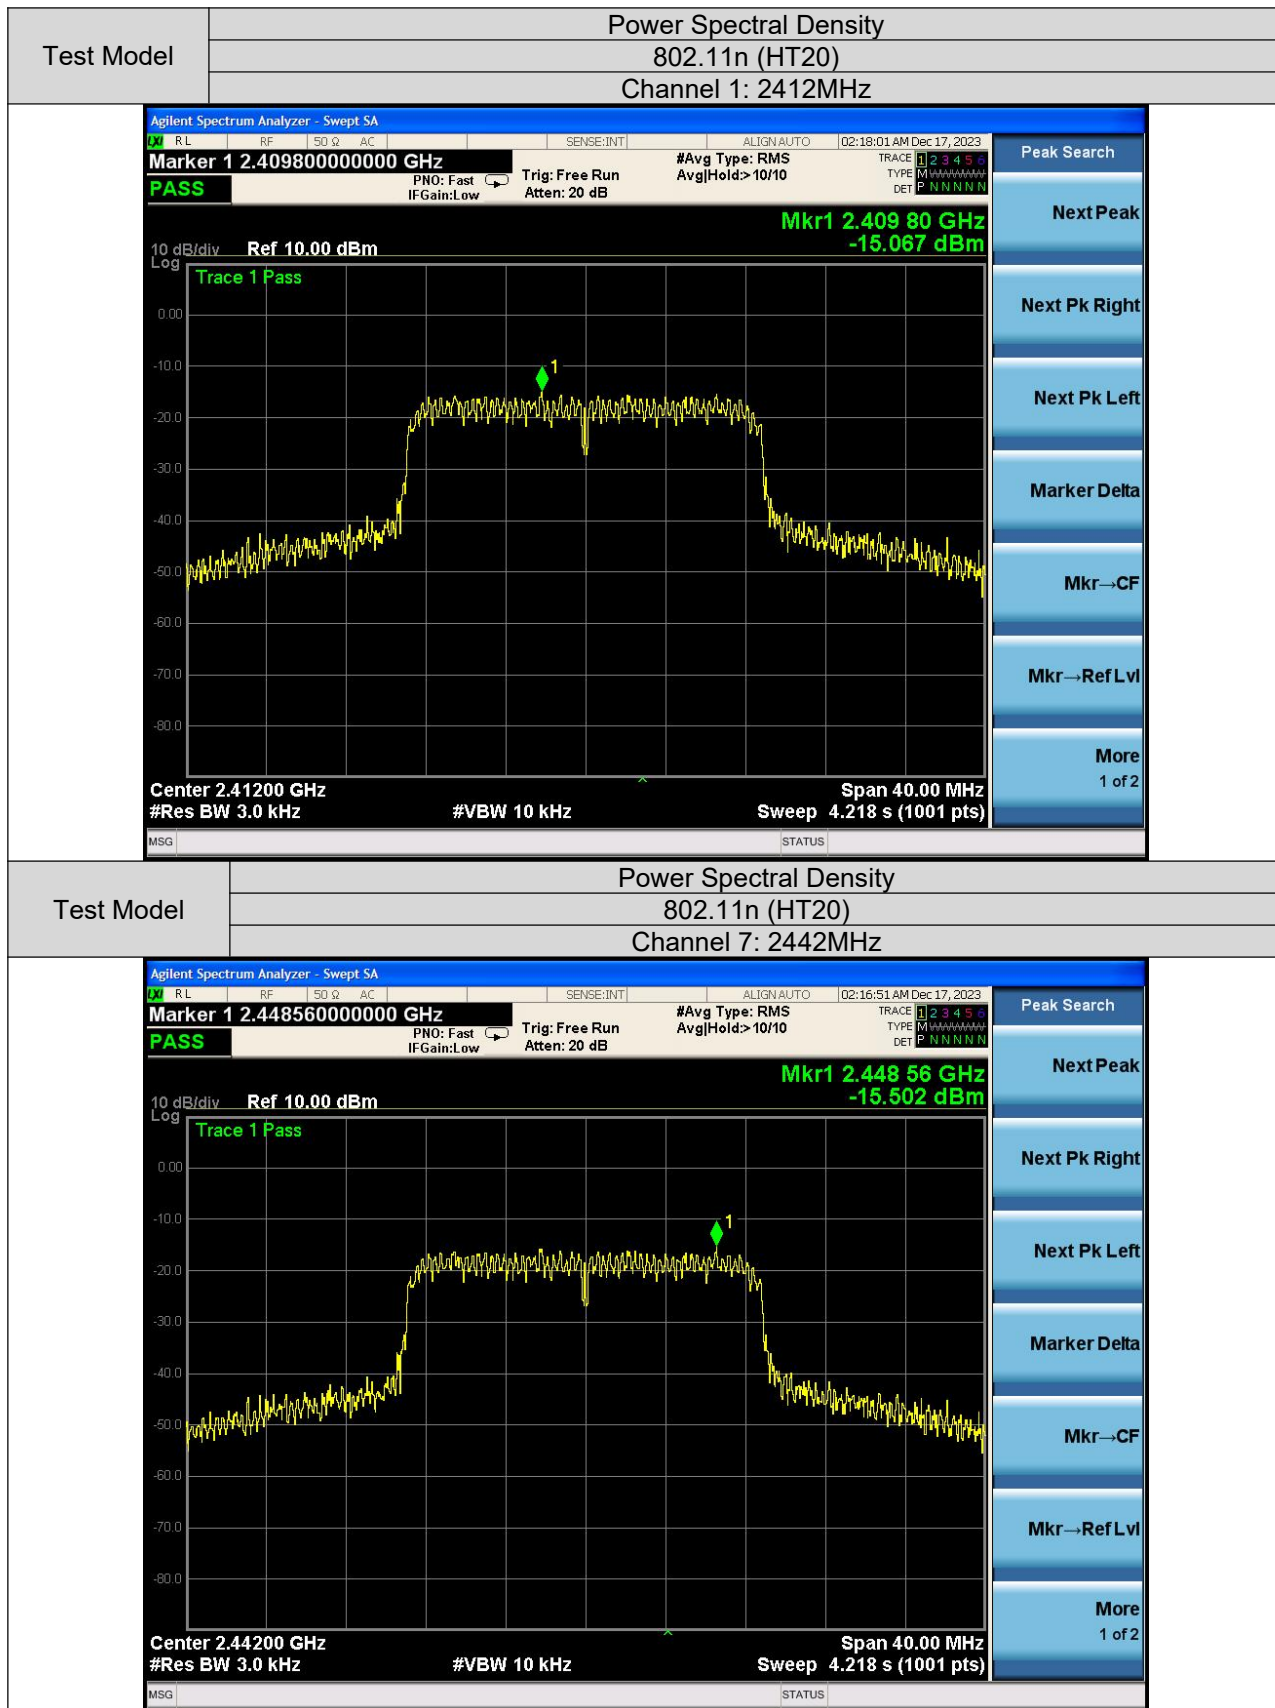 Test Model
Power Spectral Density
802.11n (HT20)
Channel 1: 2412MHz
Agilent Spectrum Analyzer - Swept SA
LXI RL RF 50 Ω AC SENSE:INT ALIGN AUTO 02:18:01 AM Dec 17, 2023
Marker 1 2.409800000000 GHz
PASS
PNO: Fast
IFGain:Low
Trig: Free Run
Atten: 20 dB
#Avg Type: RMS
Avg|Hold:>10/10
TRACE 1 2 3 4 5 6
TYPE M
DET P N N N N N
Mkr1 2.409 80 GHz
-15.067 dBm
10 dB/div Ref 10.00 dBm
Log
Trace 1 Pass
0.00
-10.0
-20.0
-30.0
-40.0
-50.0
-60.0
-70.0
-80.0
1
Center 2.41200 GHz Span 40.00 MHz
#Res BW 3.0 kHz #VBW 10 kHz Sweep 4.218 s (1001 pts)
MSG STATUS
Peak Search
Next Peak
Next Pk Right
Next Pk Left
Marker Delta
Mkr→CF
Mkr→Ref Lvl
More
1 of 2
Test Model
Power Spectral Density
802.11n (HT20)
Channel 7: 2442MHz
Agilent Spectrum Analyzer - Swept SA
LXI RL RF 50 Ω AC SENSE:INT ALIGN AUTO 02:16:51 AM Dec 17, 2023
Marker 1 2.448560000000 GHz
PASS
PNO: Fast
IFGain:Low
Trig: Free Run
Atten: 20 dB
#Avg Type: RMS
Avg|Hold:>10/10
TRACE 1 2 3 4 5 6
TYPE M
DET P N N N N N
Mkr1 2.448 56 GHz
-15.502 dBm
10 dB/div Ref 10.00 dBm
Log
Trace 1 Pass
0.00
-10.0
-20.0
-30.0
-40.0
-50.0
-60.0
-70.0
-80.0
1
Center 2.44200 GHz Span 40.00 MHz
#Res BW 3.0 kHz #VBW 10 kHz Sweep 4.218 s (1001 pts)
MSG STATUS
Peak Search
Next Peak
Next Pk Right
Next Pk Left
Marker Delta
Mkr→CF
Mkr→Ref Lvl
More
1 of 2